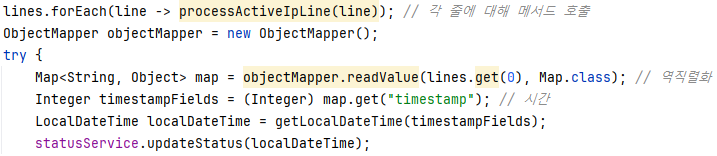 lines.forEach(line -> processActiveIpLine(line)); // 각 줄에 대해 메서드 호출
ObjectMapper objectMapper = new ObjectMapper();
try {
    Map<String, Object> map = objectMapper.readValue(lines.get(0), Map.class); // 역직렬화
    Integer timestampFields = (Integer) map.get("timestamp"); // 시간
    LocalDateTime localDateTime = getLocalDateTime(timestampFields);
    statusService.updateStatus(localDateTime);